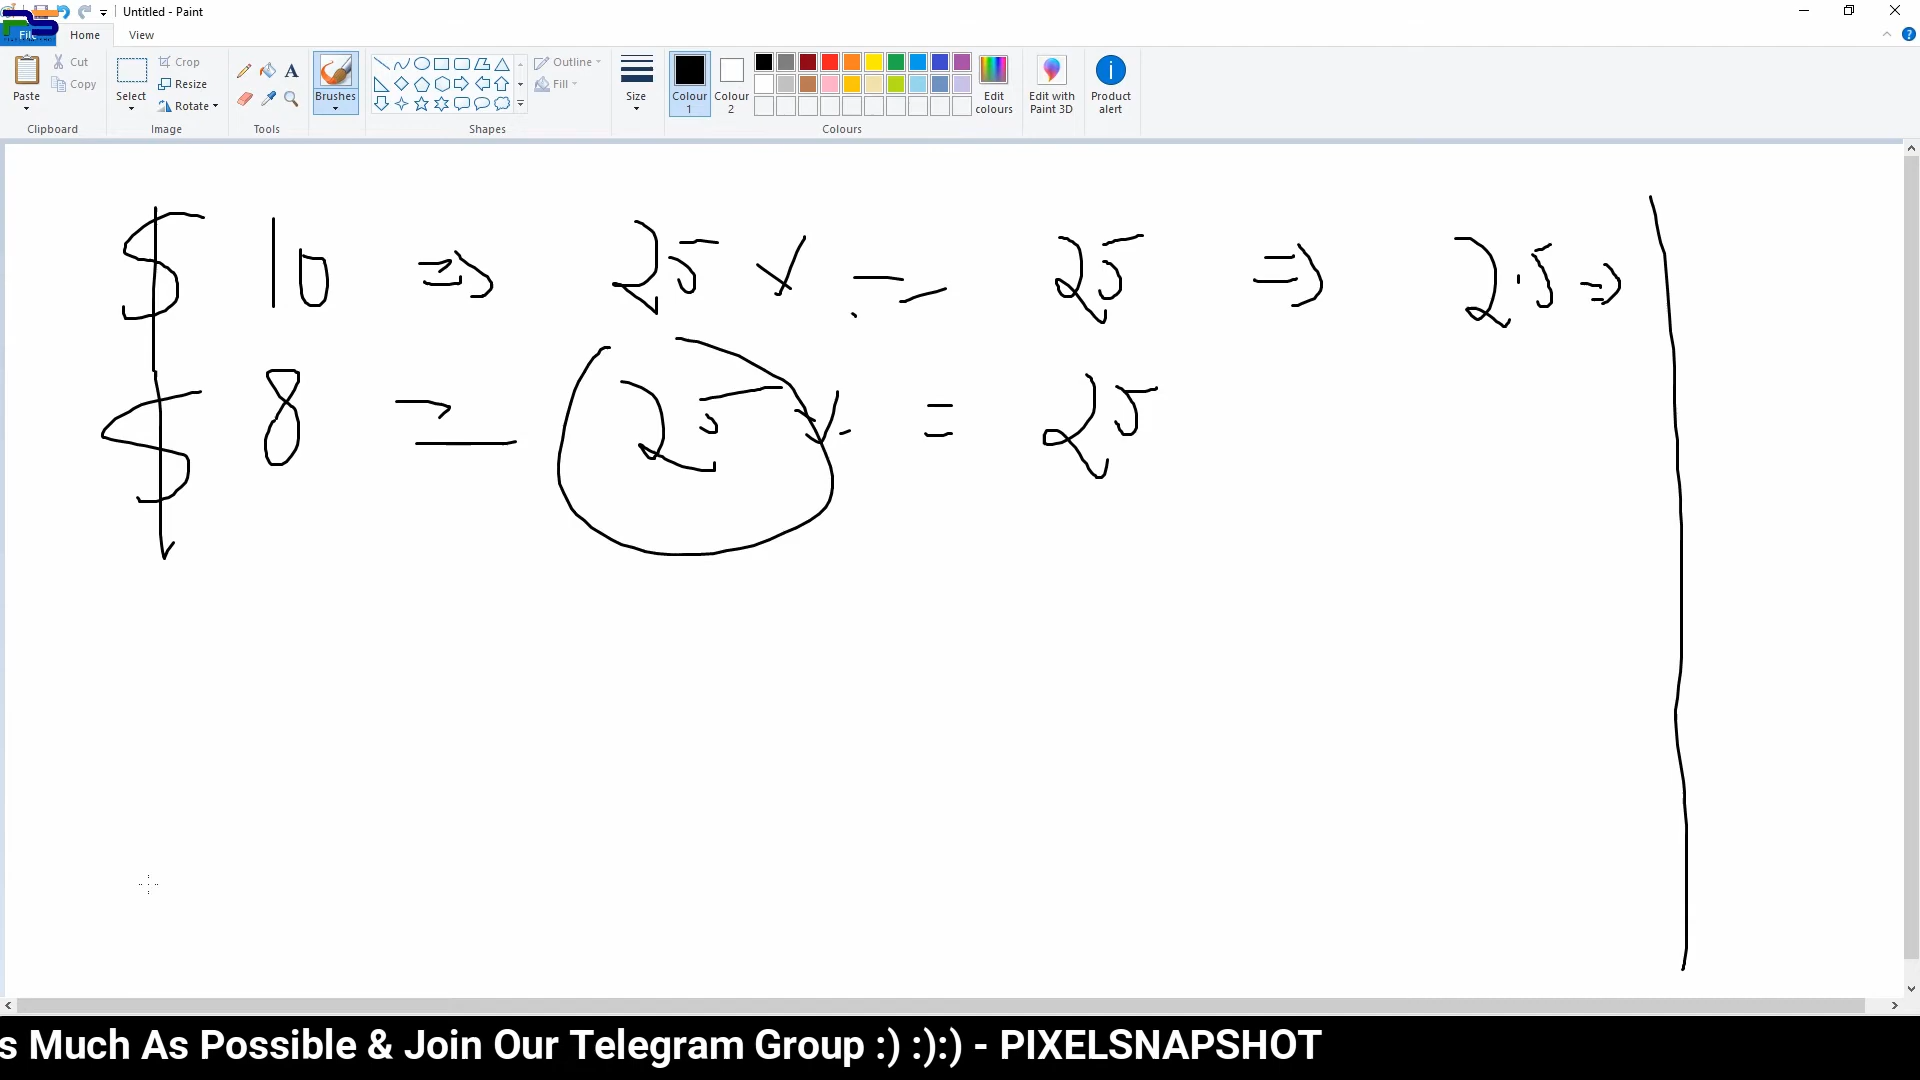 Untitled - Paint
File Home View
Paste Cut Copy Clipboard
Select Crop Resize Rotate Image
Tools
Brushes
Shapes
Outline Fill
Size
Colour 1 Colour 2 Edit colours Colours
Edit with Paint 3D
Product alert
$ 10 ⇒ 25 25 ⇒ 2.5 ⇒
$ 8 25 = 25
s Much As Possible & Join Our Telegram Group :) :):) - PIXELSNAPSHOT